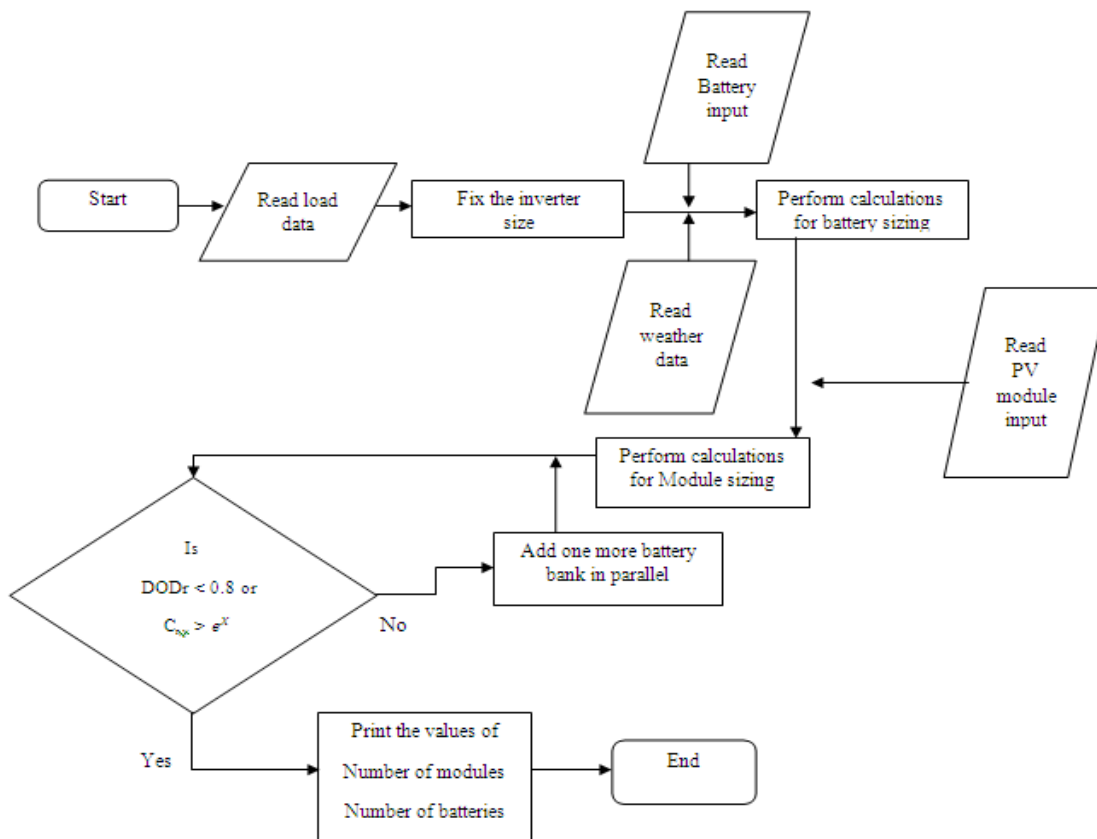 Read
Battery
input
Start
Read load
data
Fix the inverter
size
Perform calculations
for battery sizing
Read
weather
data
Read
PV
module
input
Perform calculations
for Module sizing
Add one more battery
bank in parallel
Is
DODr < 0.8 or
> e^X
No
Yes
Print the values of
Number of modules
Number of batteries
End